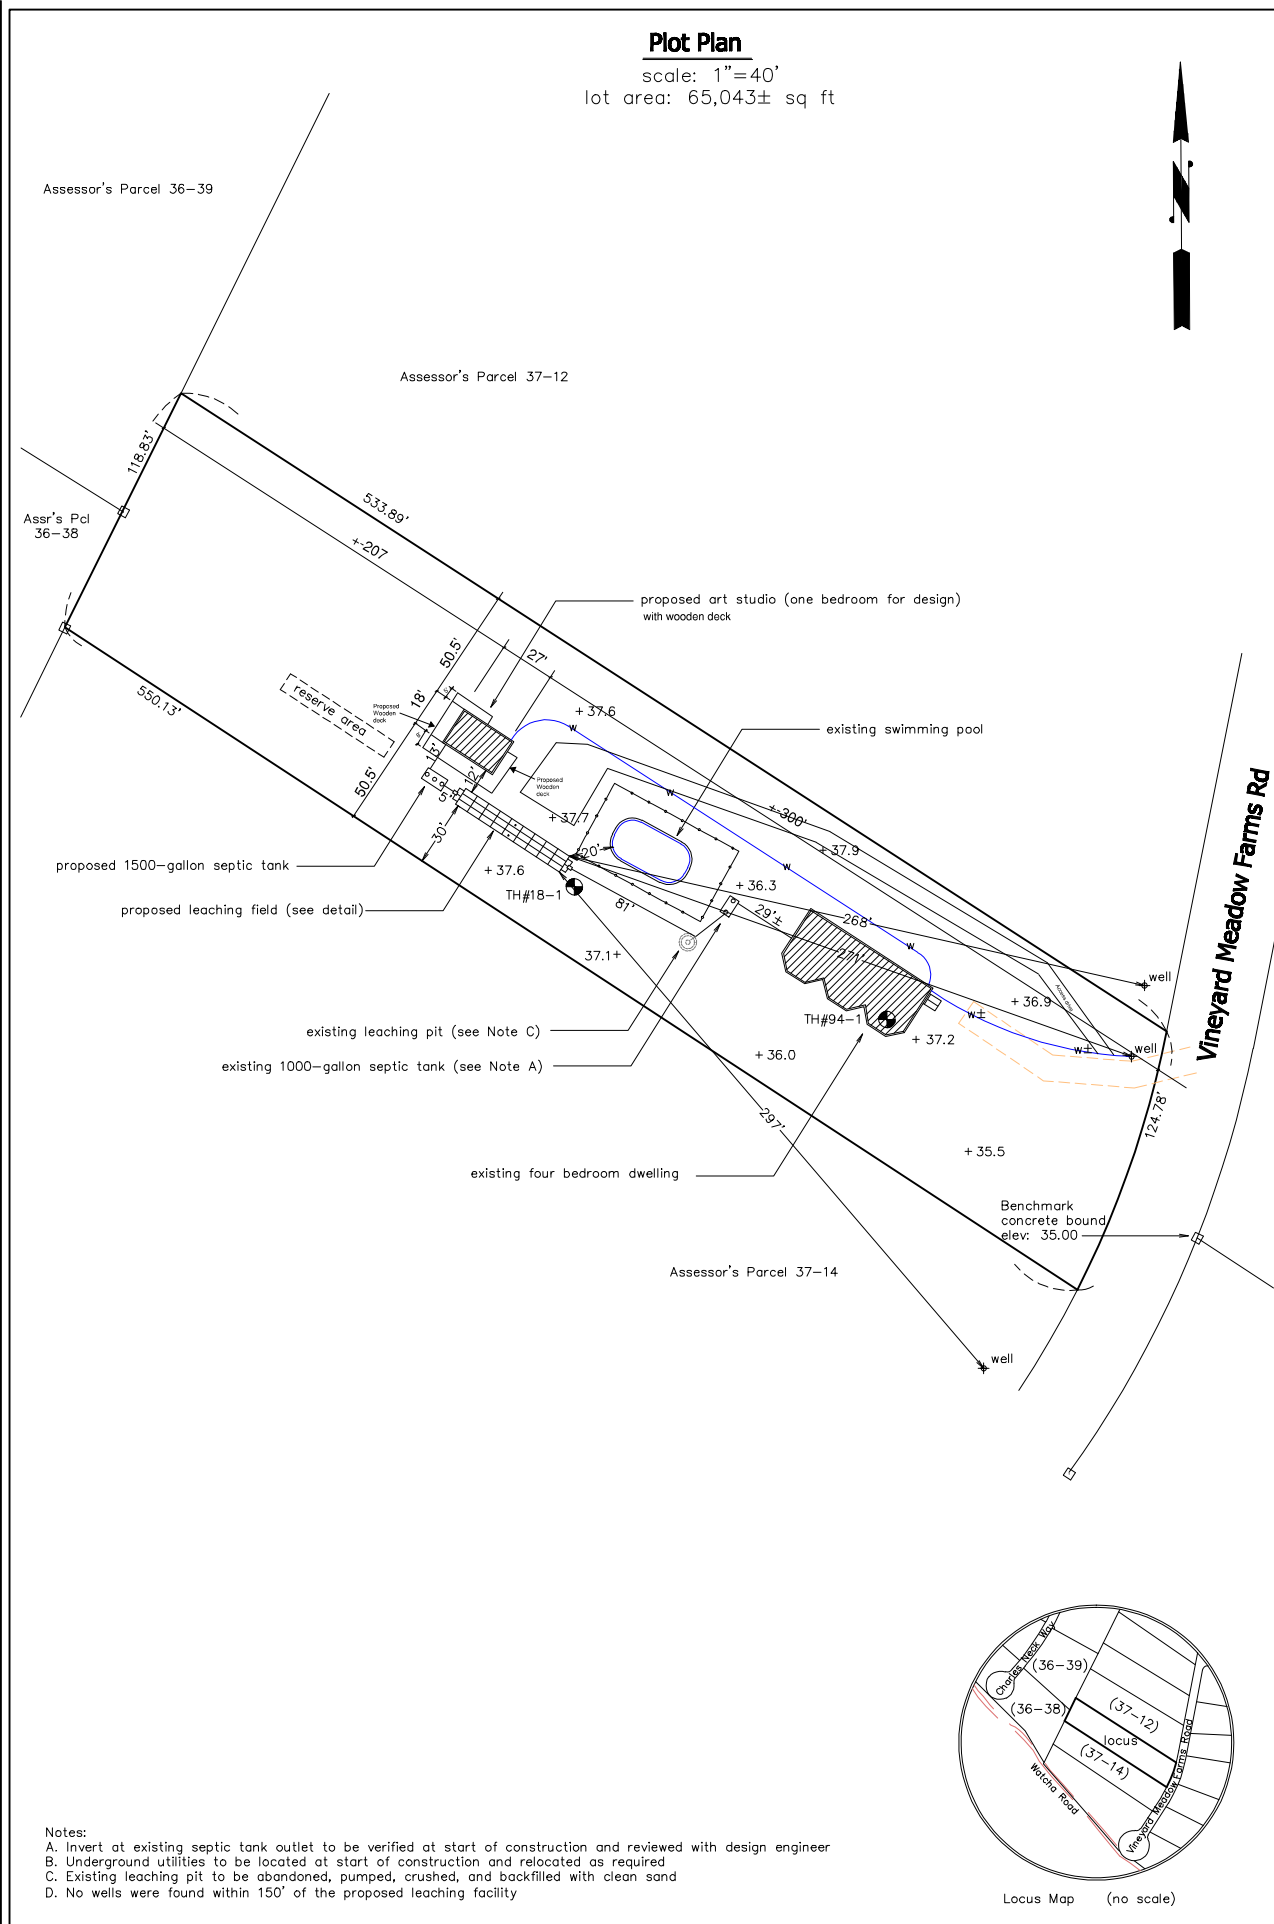 Plot Plan
scale: 1"=40'
lot area: 65,043± sq ft
Assessor's Parcel 36-39
Assessor's Parcel 37-12
118.83'
533.89'
+-207
Assr's Pcl
36-38
proposed art studio (one bedroom for design)
with wooden deck
50.5'
27'
18'
5'
550.13'
reserve area
Proposed
Wooden
deck
+ 37.6
w
existing swimming pool
13'
12'
Proposed
Wooden
deck
50.5'
5'
w
+-300'
+ 37.7
30'
20'
+ 37.9
w
proposed 1500-gallon septic tank
+ 37.6
TH#18-1
+ 36.3
proposed leaching field (see detail)
81'
29'±
268'
271'
w
37.1+
well
Access drive
+ 36.9
w±
TH#94-1
existing leaching pit (see Note C)
+ 37.2
w±
well
+ 36.0
existing 1000-gallon septic tank (see Note A)
Vineyard Meadow Farms Rd
124.78'
297'
+ 35.5
existing four bedroom dwelling
Benchmark
concrete bound
elev: 35.00
Assessor's Parcel 37-14
well
Charles Neck Way
(36-39)
(36-38)
(37-12)
locus
(37-14)
Watcha Road
Vineyard Meadow Farms Road
Locus Map (no scale)
Notes:
A. Invert at existing septic tank outlet to be verified at start of construction and reviewed with design engineer
B. Underground utilities to be located at start of construction and relocated as required
C. Existing leaching pit to be abandoned, pumped, crushed, and backfilled with clean sand
D. No wells were found within 150' of the proposed leaching facility